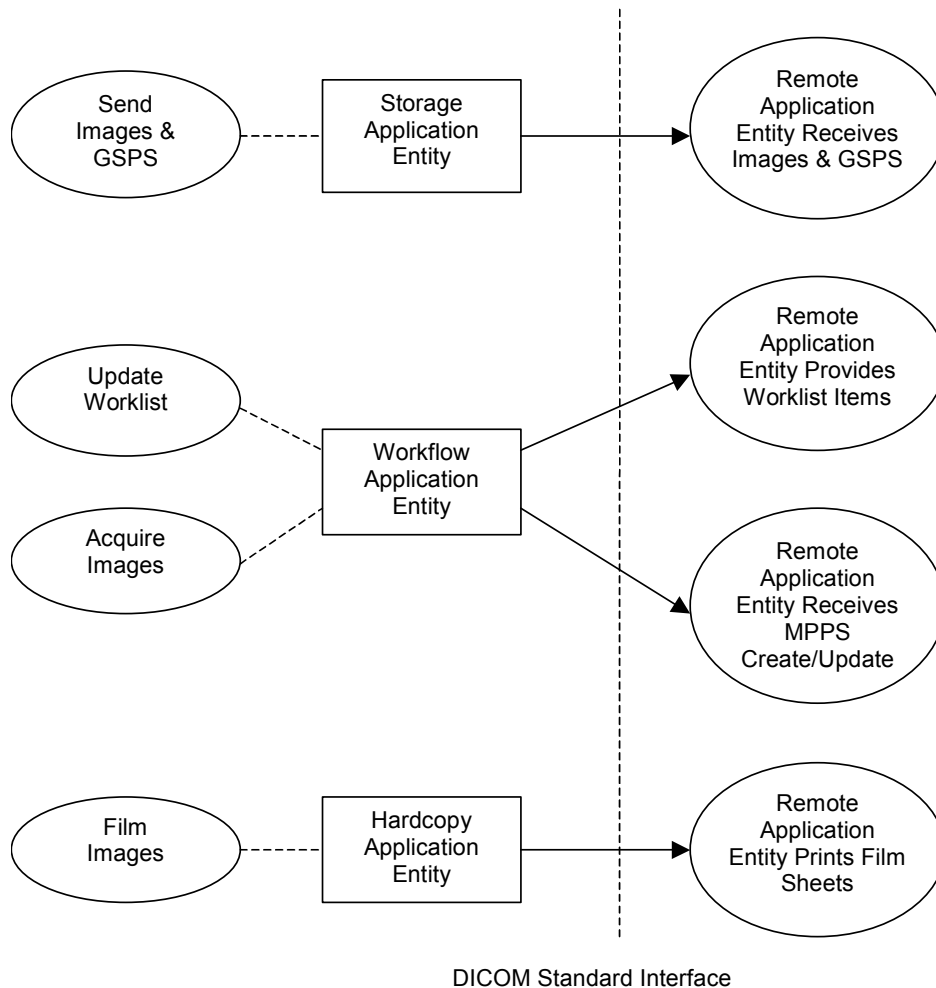 Send
Images &
GSPS
Storage
Application
Entity
Remote
Application
Entity Receives
Images & GSPS
Update
Worklist
Acquire
Images
Workflow
Application
Entity
Remote
Application
Entity Provides
Worklist Items
Remote
Application
Entity Receives
MPPS
Create/Update
Film
Images
Hardcopy
Application
Entity
Remote
Application
Entity Prints Film
Sheets
DICOM Standard Interface